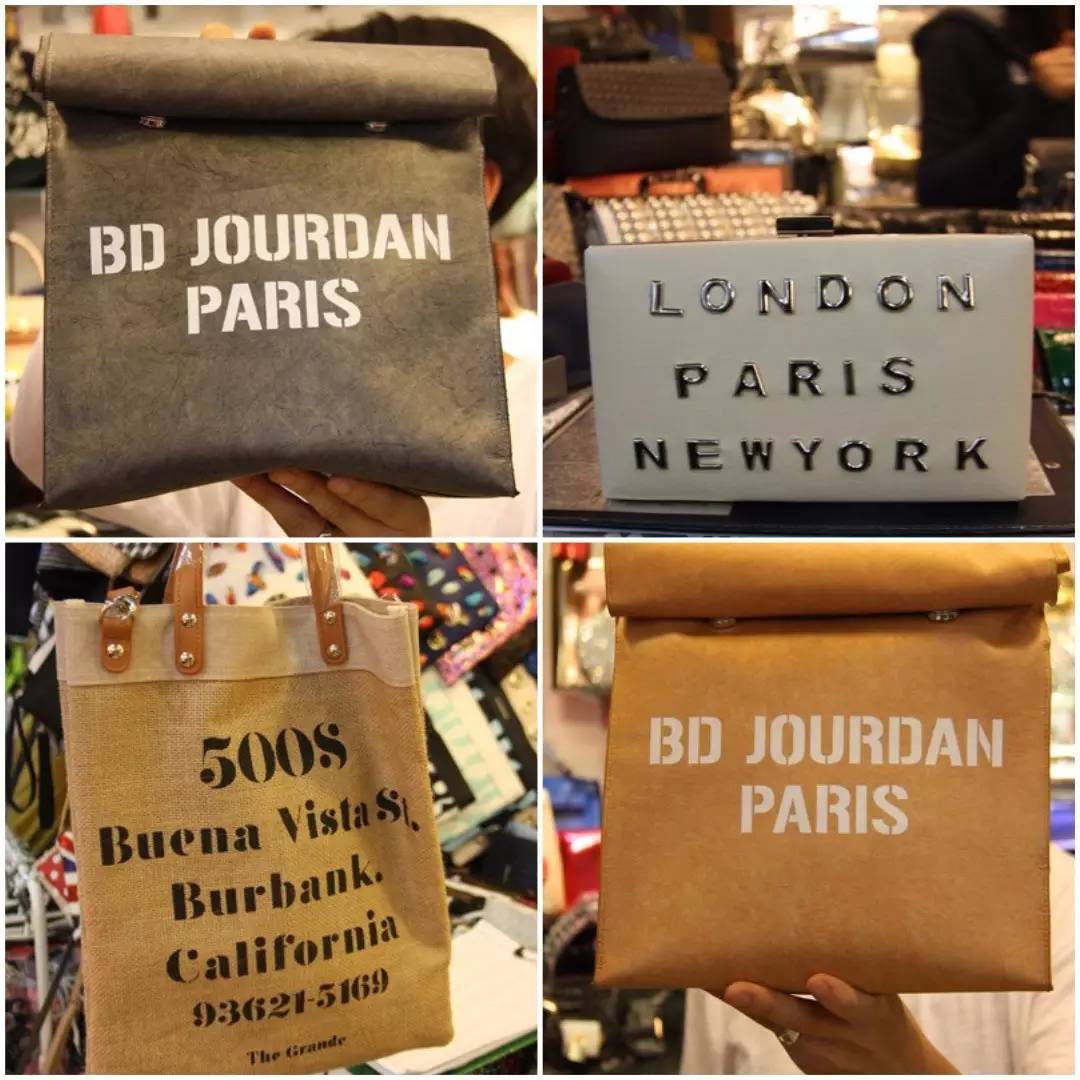 BD JOURDAN
PARIS
LONDON
PARIS
NEWYORK
500S
Buena Vista St.
Burbank.
California
93621-5169
The Grande
BD JOURDAN
PARIS